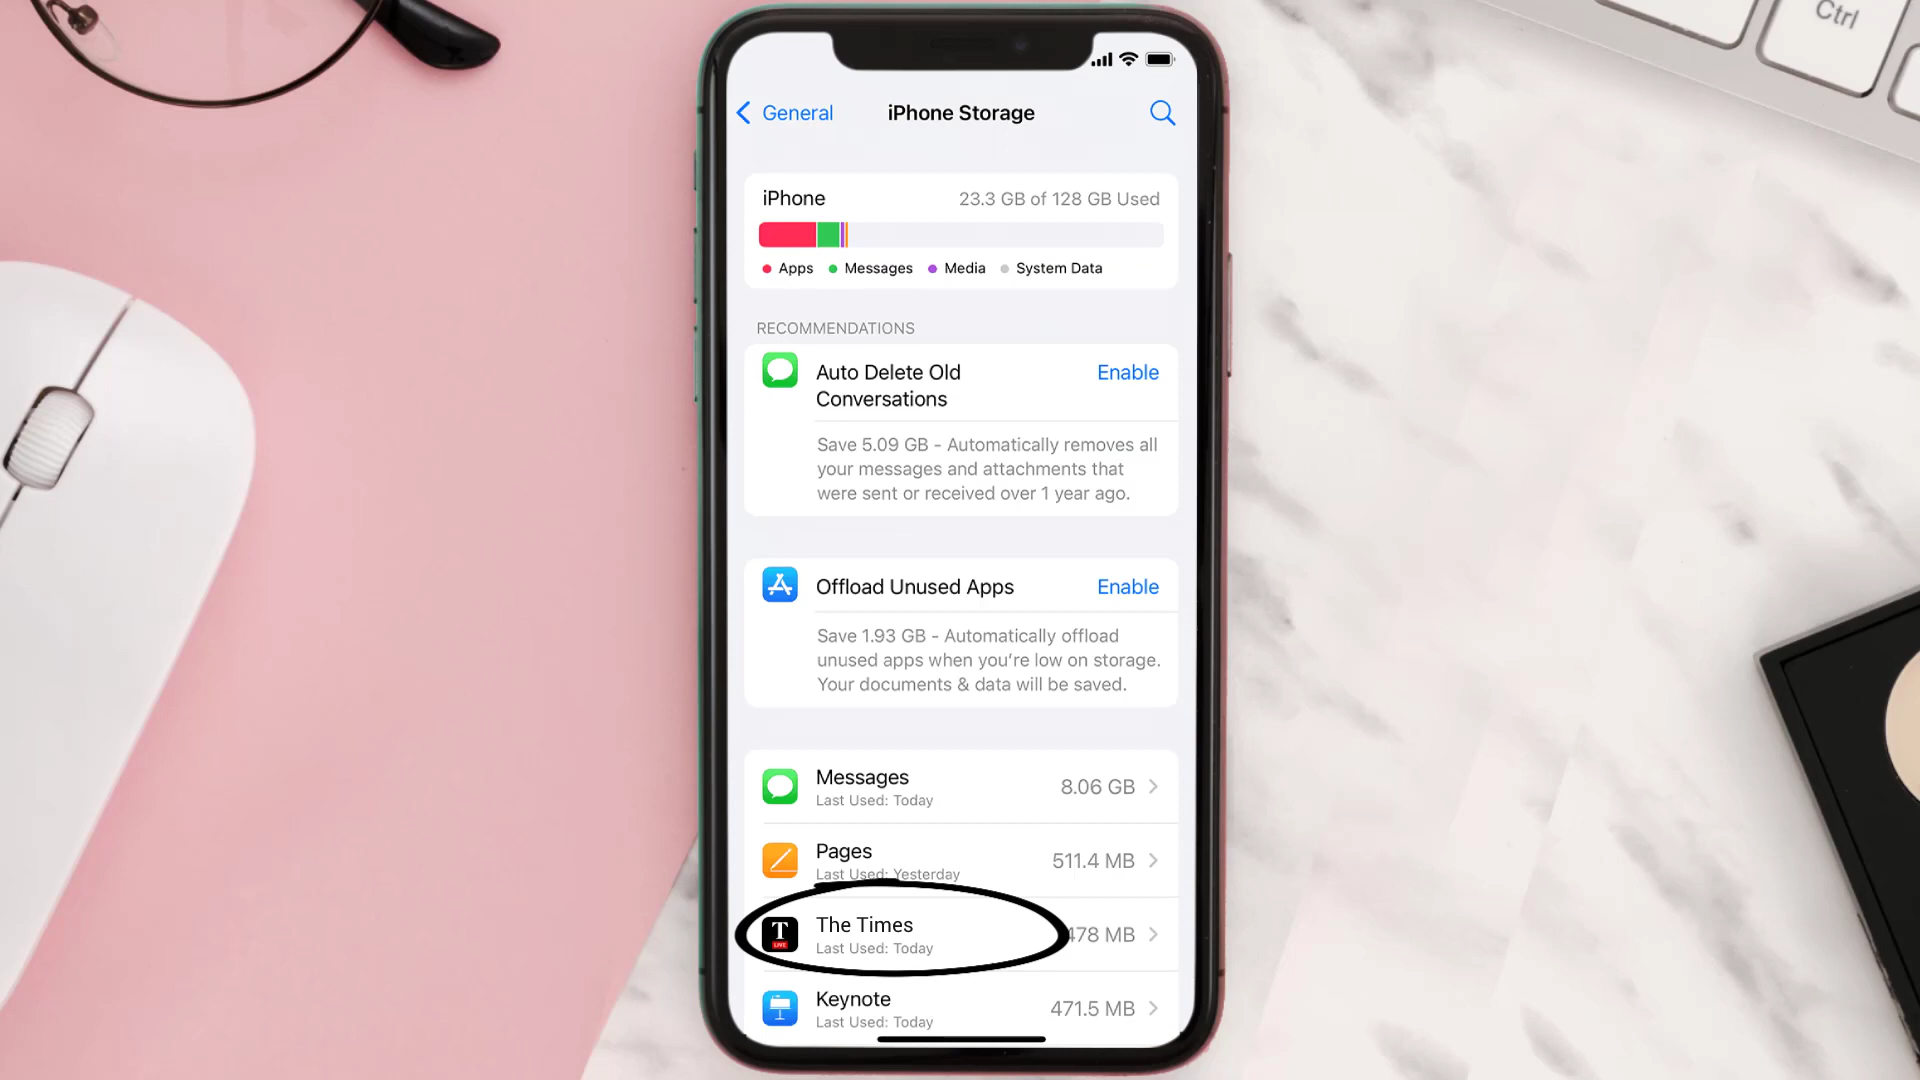 Ctrl
General
iPhone Storage
iPhone
23.3 GB of 128 GB Used
Apps
Messages
Media
System Data
RECOMMENDATIONS
Auto Delete Old
Conversations
Enable
Save 5.09 GB - Automatically removes all
your messages and attachments that
were sent or received over 1 year ago.
Offload Unused Apps
Enable
Save 1.93 GB - Automatically offload
unused apps when you're low on storage.
Your documents & data will be saved.
Messages
8.06 GB
Last Used: Today
Pages
511.4 MB
Last Used: Yesterday
T
LIVE
The Times
478 MB
Last Used: Today
Keynote
471.5 MB
Last Used: Today